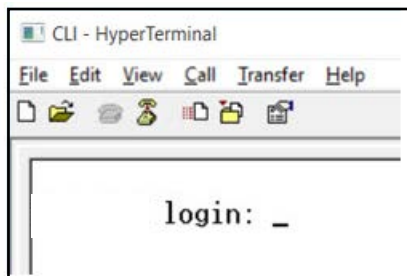 CLI - HyperTerminal
File Edit View Call Transfer Help
login: _